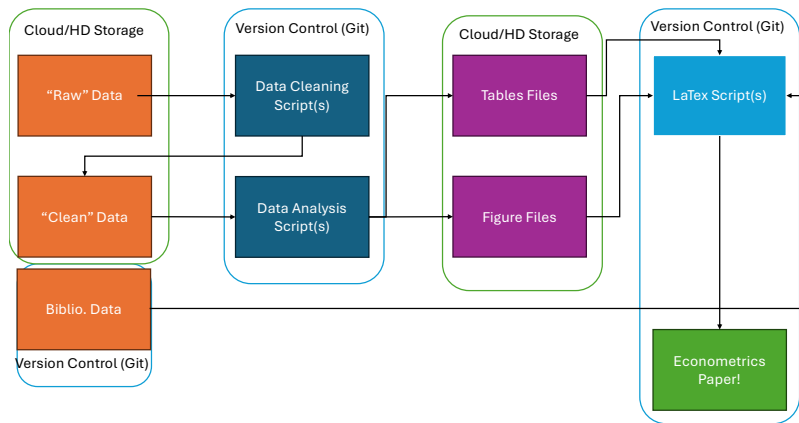 Cloud/HD Storage
Version Control (Git)
Cloud/HD Storage
Version Control (Git)
“Raw” Data
Data Cleaning
Script(s)
Tables Files
LaTex Script(s)
“Clean” Data
Data Analysis
Script(s)
Figure Files
Biblio. Data
Version Control (Git)
Econometrics
Paper!